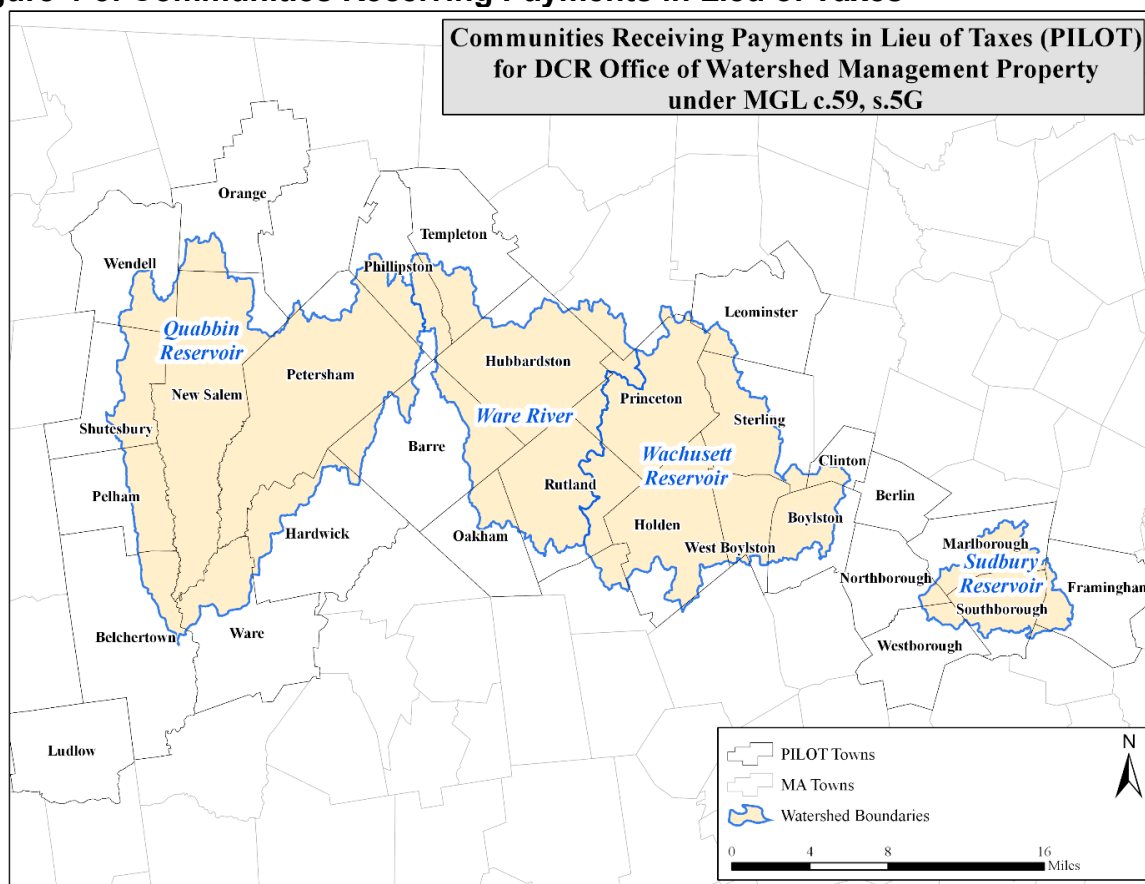 Communities Receiving Payments in Lieu of Taxes (PILOT)
for DCR Office of Watershed Management Property
under MGL c.59, s.5G
Orange
Templeton
Wendell
Phillipston
Leominster
Quabbin
Reservoir
Hubbardston
Petersham
New Salem
Princeton
Ware River
Sterling
Shutesbury
Barre
Wachusett
Reservoir
Clinton
Pelham
Rutland
Berlin
Boylston
Holden
Hardwick
Oakham
West Boylston
Marlborough
Sudbury
Reservoir
Northborough
Framingham
Southborough
Belchertown
Ware
Westborough
Ludlow
PILOT Towns
MA Towns
Watershed Boundaries
N
0 4 8 16
Miles